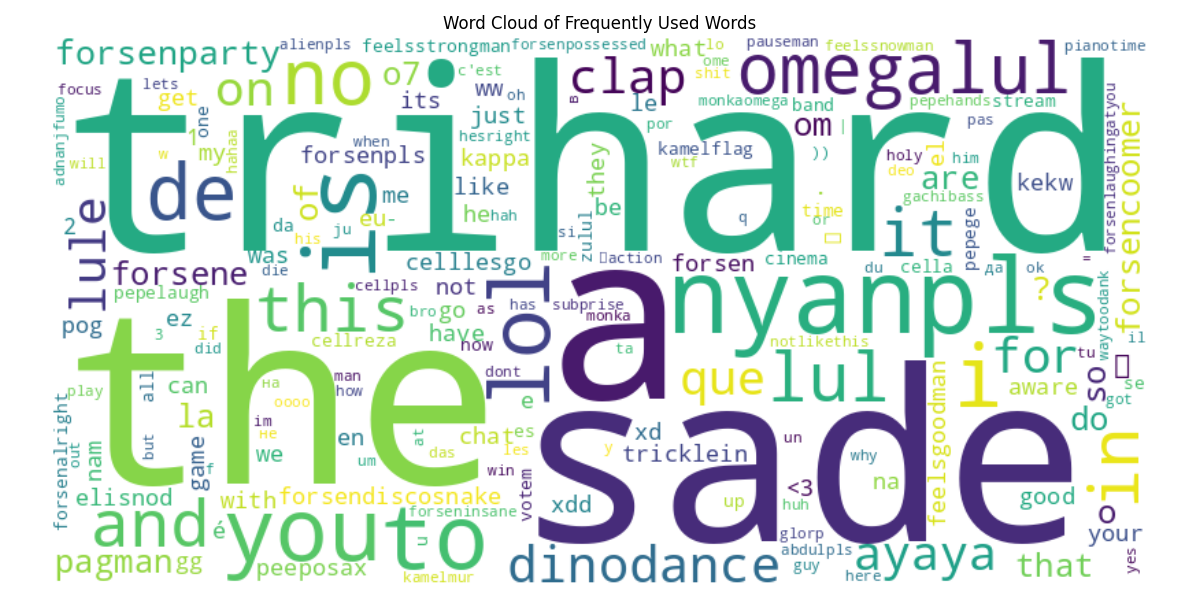 Word Cloud of Frequently Used Words
forsenparty
alienpls
feelsstrongman
forsenpossessed
what
lo
pauseman
feelssnowman
pianotime
focus
lets
get
on
no
o7
c'est
its
ww
oh
just
clap
в
le
ome
shit
omegalul
monkaomega
band
pepehands
stream
adnanjfumo
will
one
1
w
my
hahaa
when
forsenpls
hesright
kappa
por
kamelflag
wtf
om
|
))
holy
deo
el
him
pas
are
kekw
forsenlaughingatyou
forsencoomer
trihard
de
is
of
me
like
they
be
gachibass
2
lule
da
his
ju
eu-
he
hah
si
zulul
q
.
time
or
it
pepege
was
die
celllesgo
more
action
forsen
cinema
du
cella
да
ok
=
forsene
pepelaugh
cellpls
not
lol
has
subprise
monka
a
nyanpls
?
waytoodank
pog
3
ez
if
did
this
bro
go
as
have
cellreza
how
ta
notlikethis
for
tu
il
the
play
all
can
на
man
how
oooo
dont
e
que
lul
i
aware
so
se
got
forsenalright
out
la
im
не
we
en
um
at
das
chat
es
les
y
xd
tricklein
un
why
feelsgoodman
do
in
nam
but
game
f
win
votem
sade
elisnod
with
forsendiscosnake
forseninsane
xdd
up
<3
huh
na
good
o
your
and
é
you
to
u
glorp
abdulpls
guy
here
ayaya
that
yes
pagman
gg
peeposax
kamelmur
dinodance